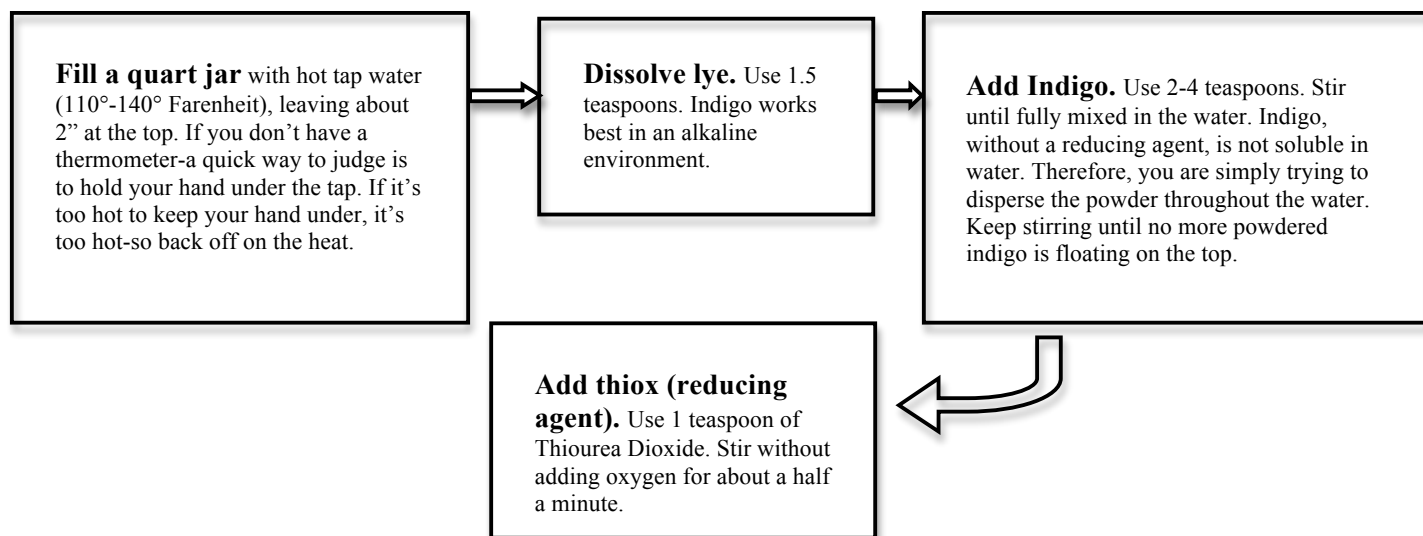 Fill a quart jar with hot tap water
(110°-140° Farenheit), leaving about
2” at the top. If you don’t have a
thermometer-a quick way to judge is
to hold your hand under the tap. If it’s
too hot to keep your hand under, it’s
too hot-so back off on the heat.
Dissolve lye. Use 1.5
teaspoons. Indigo works
best in an alkaline
environment.
Add Indigo. Use 2-4 teaspoons. Stir
until fully mixed in the water. Indigo,
without a reducing agent, is not soluble in
water. Therefore, you are simply trying to
disperse the powder throughout the water.
Keep stirring until no more powdered
indigo is floating on the top.
Add thiox (reducing
agent). Use 1 teaspoon of
Thiourea Dioxide. Stir without
adding oxygen for about a half
a minute.